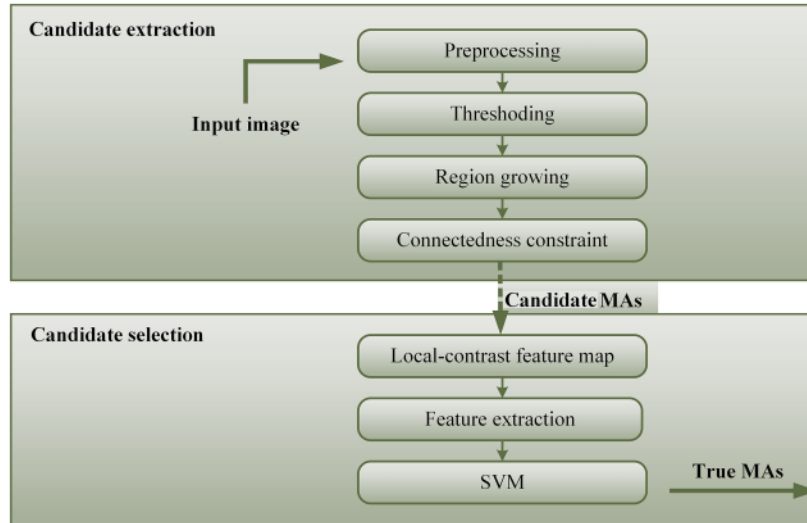 Candidate extraction
Preprocessing
Input image
Thresholding
Region growing
Connectedness constraint
Candidate MAs
Candidate selection
Local-contrast feature map
Feature extraction
SVM
True MAs